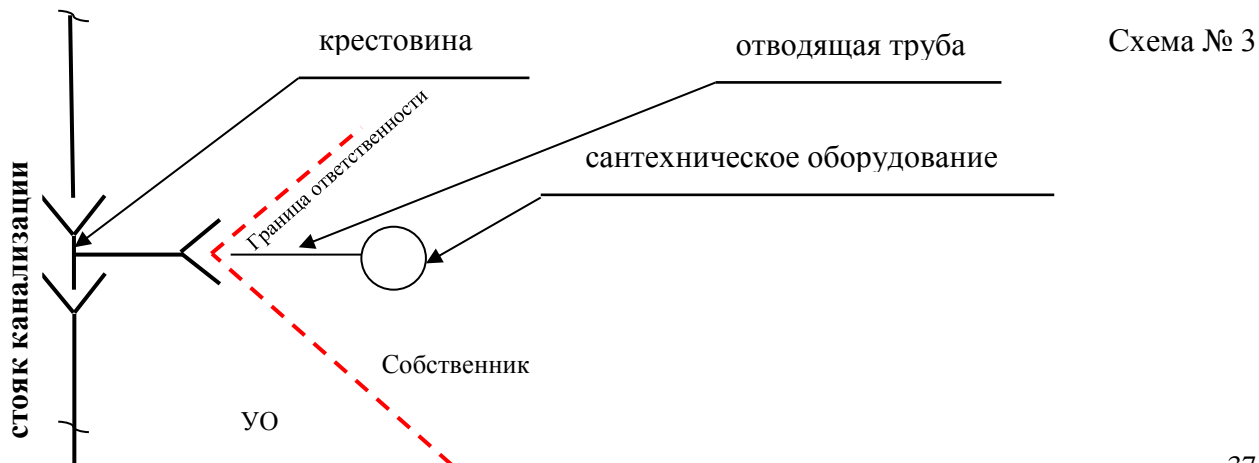 крестовина
отводящая труба
Схема № 3
Граница ответственности
сантехническое оборудование
стояк канализации
Собственник
УО
37